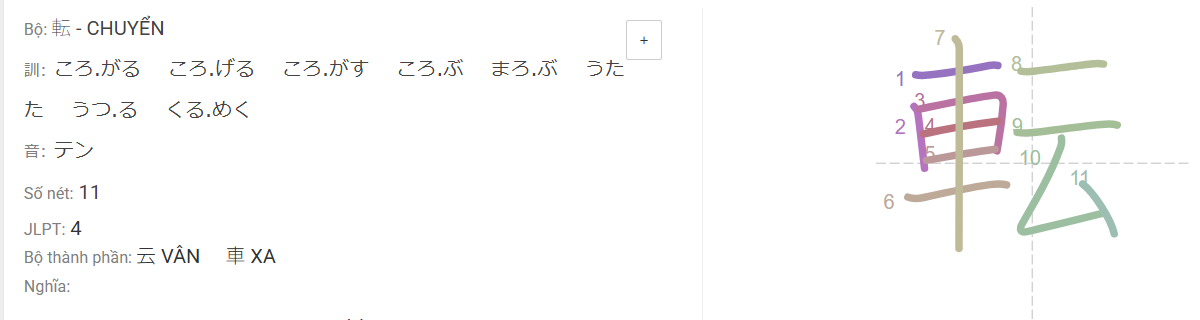 Bộ: 転 - CHUYỂN
+
訓: ころ.がる ころ.げる ころ.がす ころ.ぶ まろ.ぶ うた
た うつ.る くる.めく
音: テン
Số nét: 11
JLPT: 4
Bộ thành phần: 云 VÂN 車 XA
Nghĩa:
転
1
2
3
4
5
6
7
8
9
10
11